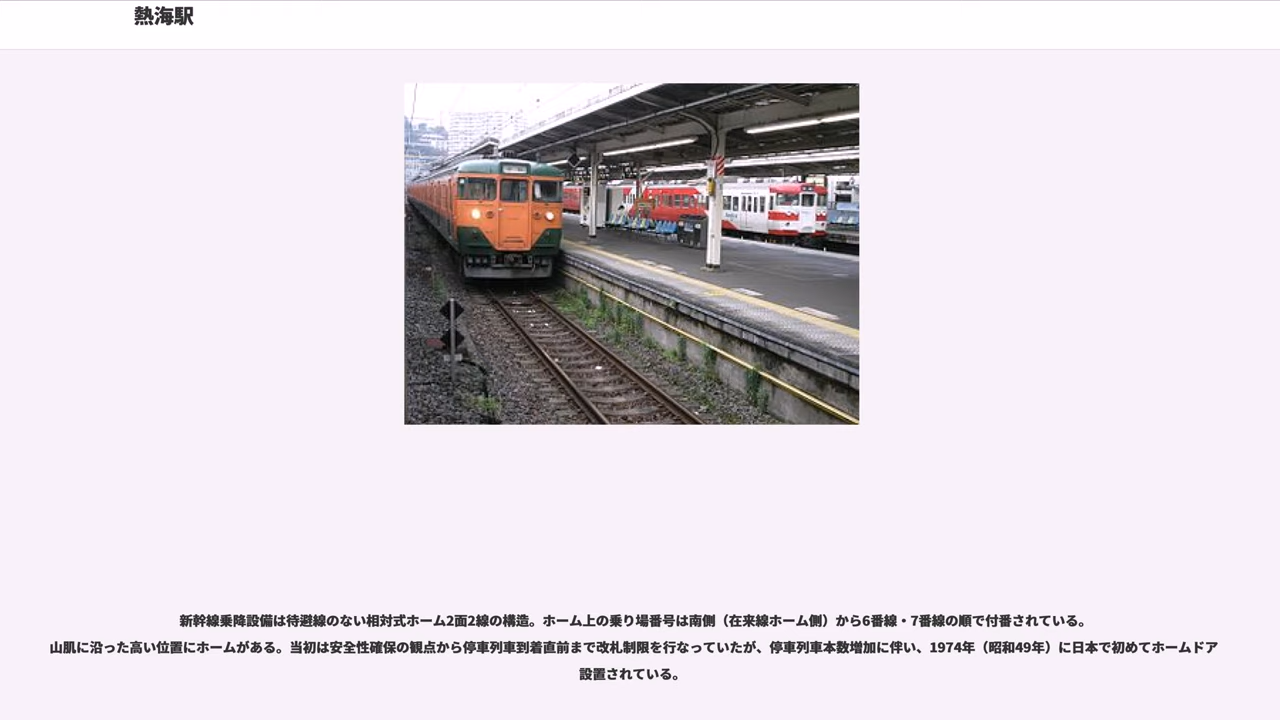 熱海駅
新幹線乗降設備は待避線のない相対式ホーム2面2線の構造。ホーム上の乗り場番号は南側（在来線ホーム側）から6番線・7番線の順で付番されている。
山肌に沿った高い位置にホームがある。当初は安全性確保の観点から停車列車到着直前まで改札制限を行なっていたが、停車列車本数増加に伴い、1974年（昭和49年）に日本で初めてホームドア
設置されている。